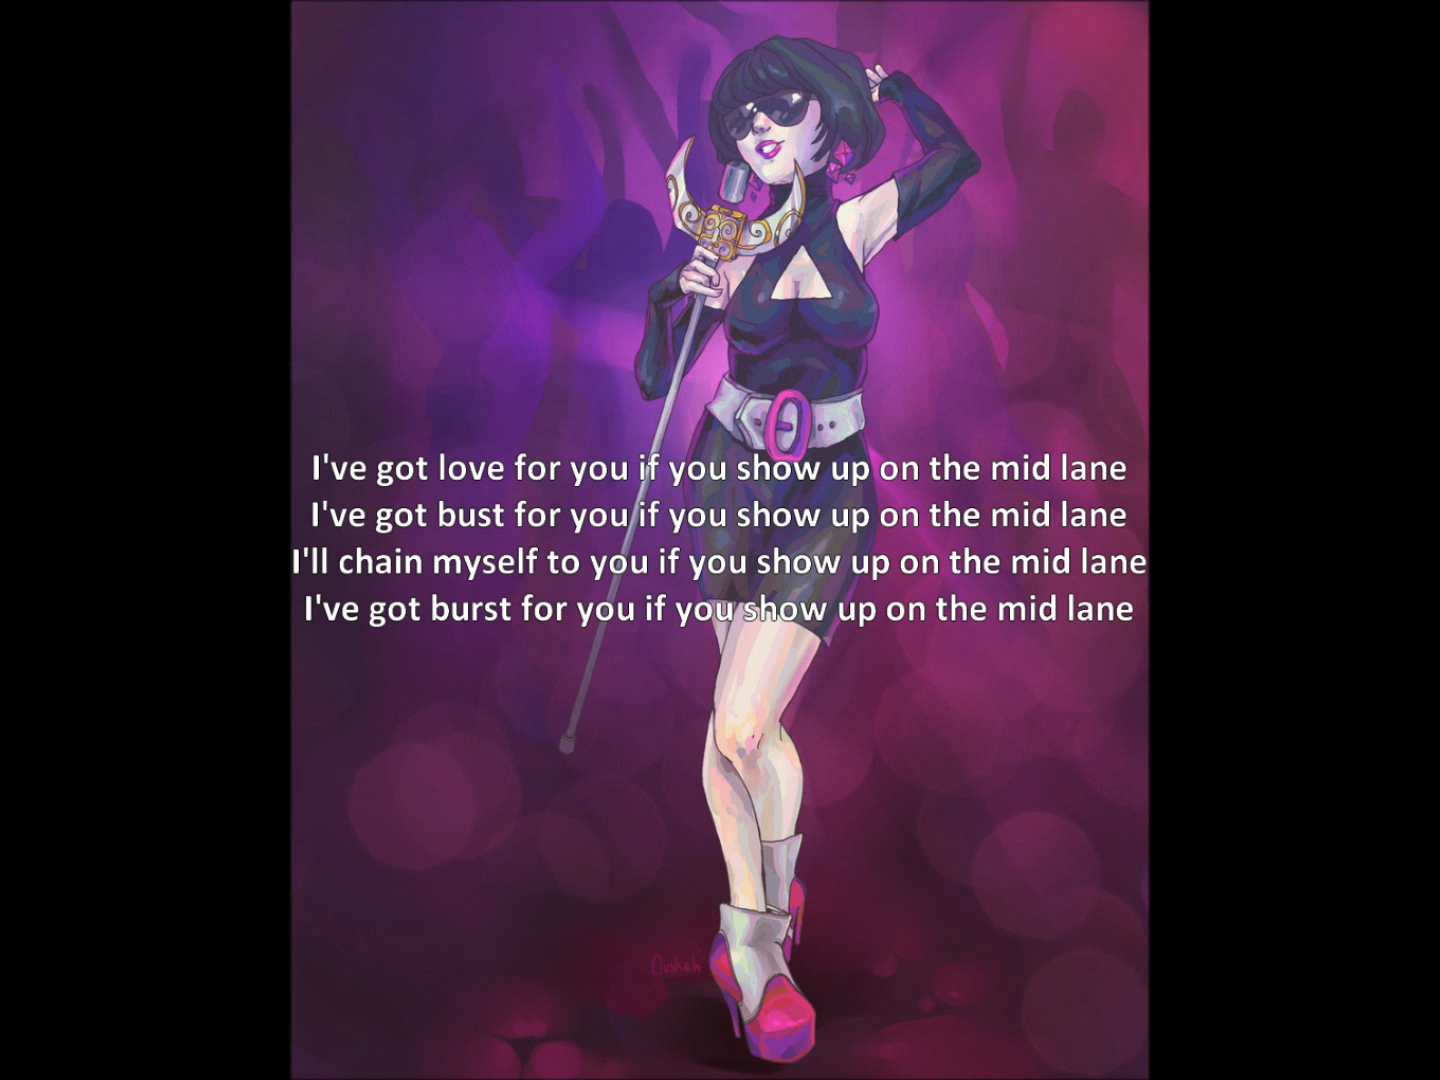 I've got love for you if you show up on the mid lane
I've got bust for you if you show up on the mid lane
I'll chain myself to you if you show up on the mid lane
I've got burst for you if you show up on the mid lane
Duskeh